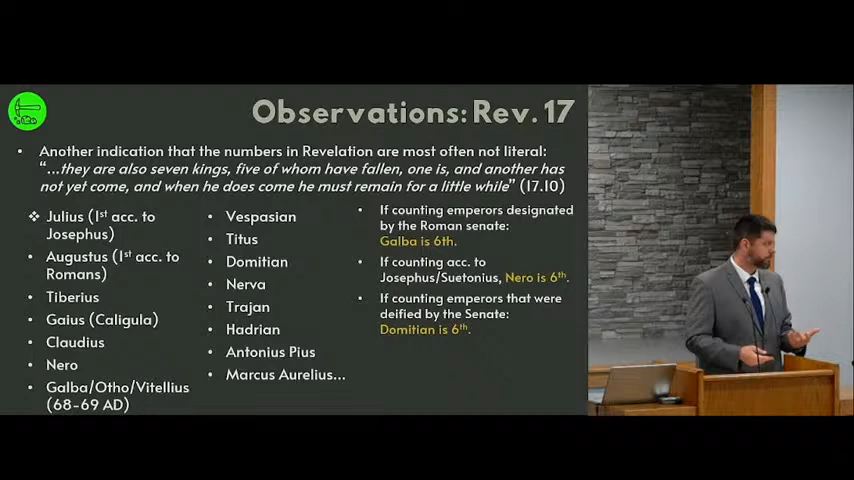 Observations: Rev. 17
• Another indication that the numbers in Revelation are most often not literal:
“…they are also seven kings, five of whom have fallen, one is, and another has
not yet come, and when he does come he must remain for a little while” (17.10)
❖ Julius (1st acc. to
Josephus)
• Augustus (1st acc. to
Romans)
• Tiberius
• Gaius (Caligula)
• Claudius
• Nero
• Galba/Otho/Vitellius
(68-69 AD)
• Vespasian
• Titus
• Domitian
• Nerva
• Trajan
• Hadrian
• Antonius Pius
• Marcus Aurelius…
• If counting emperors designated
by the Roman senate:
Galba is 6th.
• If counting acc. to
Josephus/Suetonius, Nero is 6th.
• If counting emperors that were
deified by the Senate:
Domitian is 6th.